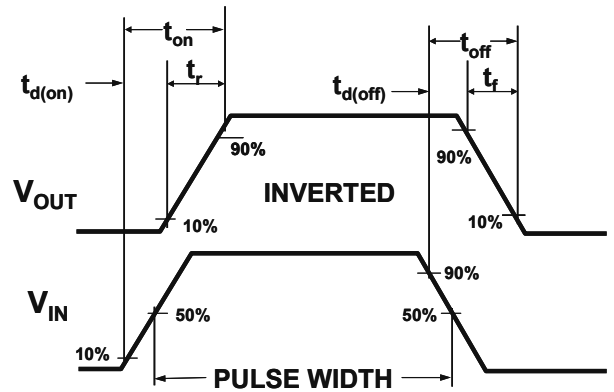 t_on
t_off
t_d(on)
t_r
t_d(off)
t_f
90%
90%
V_OUT
INVERTED
10%
10%
90%
V_IN
50%
50%
10%
PULSE WIDTH